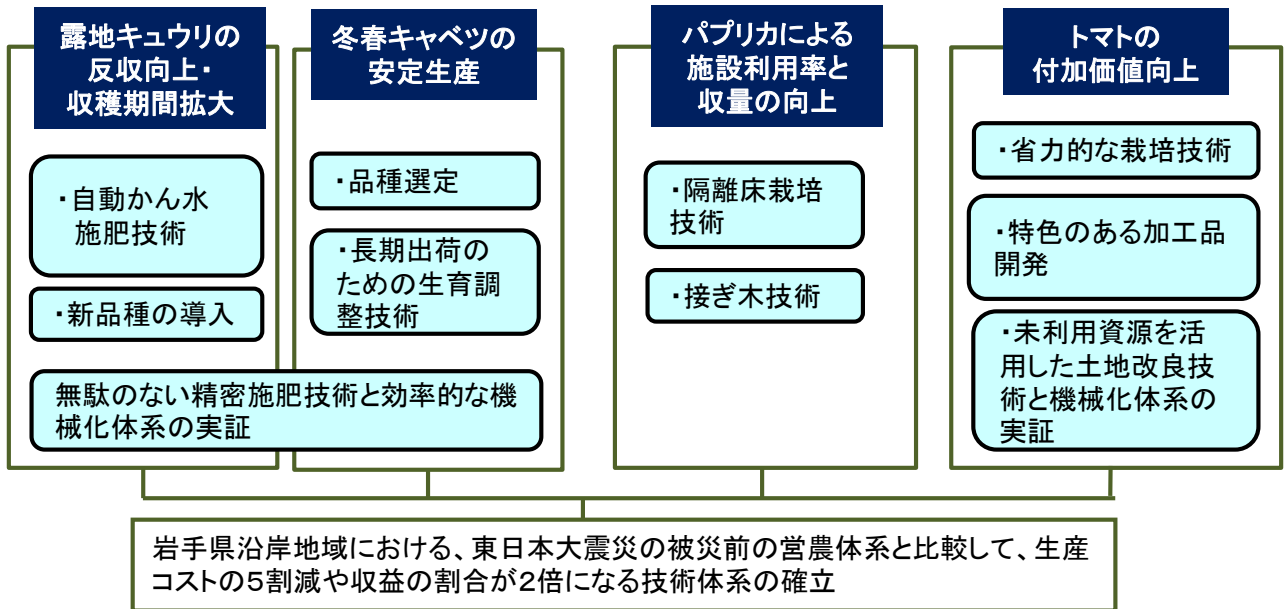 露地キュウリの
反収向上・
収穫期間拡大
・自動かん水
施肥技術
・新品種の導入
冬春キャベツの
安定生産
・品種選定
・長期出荷の
ための生育調
整技術
無駄のない精密施肥技術と効率的な機
械化体系の実証
パプリカによる
施設利用率と
収量の向上
・隔離床栽培
技術
・接ぎ木技術
トマトの
付加価値向上
・省力的な栽培技術
・特色のある加工品
開発
・未利用資源を活
用した土地改良技
術と機械化体系の
実証
岩手県沿岸地域における、東日本大震災の被災前の営農体系と比較して、生産
コストの5割減や収益の割合が2倍になる技術体系の確立